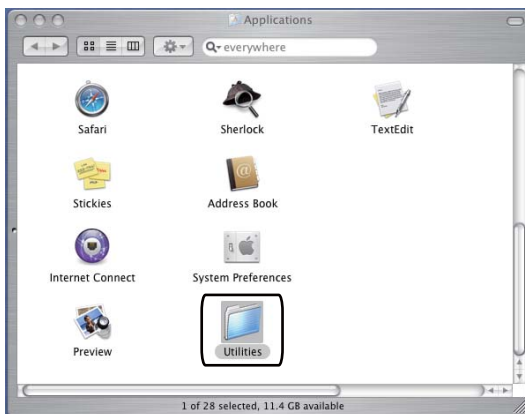 Applications
everywhere
Safari
Sherlock
TextEdit
Stickies
Address Book
Internet Connect
System Preferences
Preview
Utilities
1 of 28 selected, 11.4 GB available